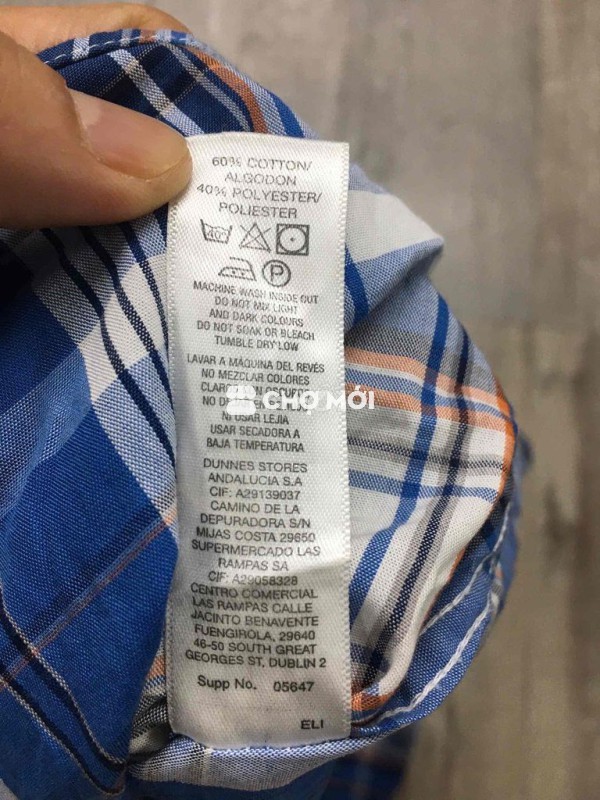 60% COTTON/
ALGODON
40% POLYESTER/
POLIESTER
40°
P
MACHINE WASH INSIDE OUT
DO NOT MIX LIGHT
AND DARK COLOURS
DO NOT SOAK OR BLEACH
TUMBLE DRY LOW
LAVAR A MÁQUINA DEL REVÉS
NO MEZCLAR COLORES
CHỢ MỚI
NI USAR LEJIA
USAR SECADORA A
BAJA TEMPERATURA
DUNNES STORES
ANDALUCIA S.A
CIF: A29139037
CAMINO DE LA
DEPURADORA S/N
MIJAS COSTA 29650
SUPERMERCADO LAS
RAMPAS SA
CIF: A29058328
CENTRO COMERCIAL
LAS RAMPAS CALLE
JACINTO BENAVENTE
FUENGIROLA, 29640
46-50 SOUTH GREAT
GEORGES ST, DUBLIN 2
Supp No. 05647
ELI